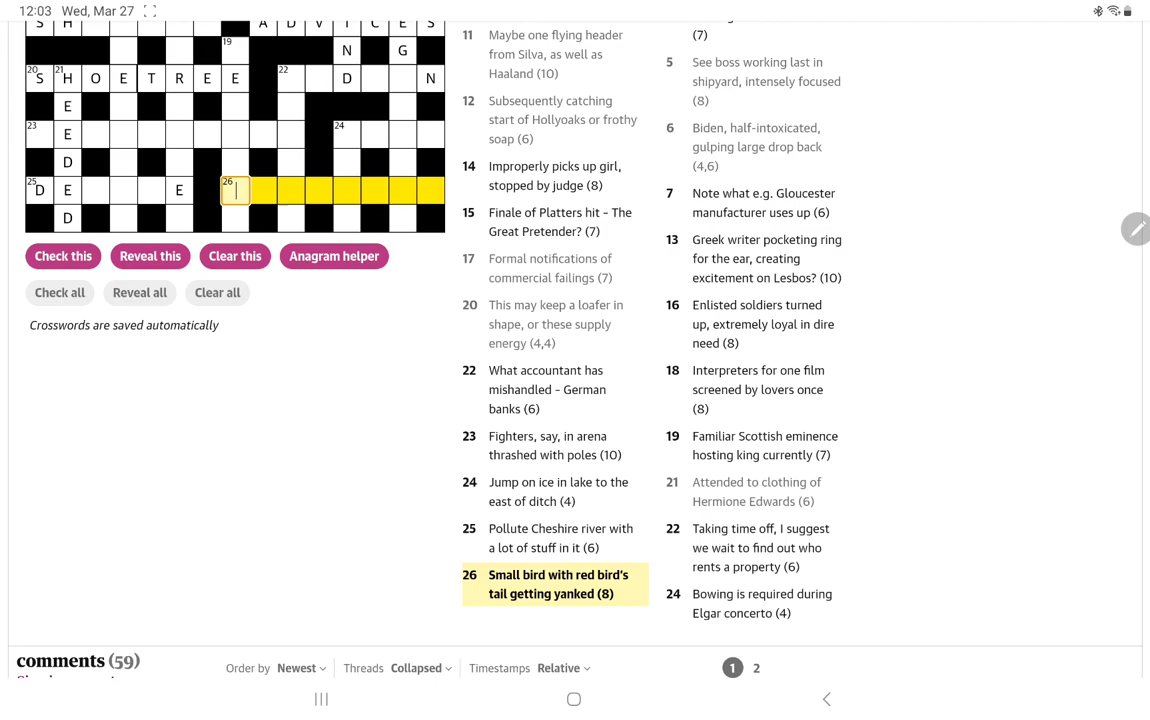 12:03 Wed, Mar 27
S H A D V I C E S
19 N G
20 S 21 H O E T R E E 22 D N
E
23 E 24
D
25 D E E 26
D
Check this Reveal this Clear this Anagram helper
Check all Reveal all Clear all
Crosswords are saved automatically
11 Maybe one flying header
from Silva, as well as
Haaland (10)
12 Subsequently catching
start of Hollyoaks or frothy
soap (6)
14 Improperly picks up girl,
stopped by judge (8)
15 Finale of Platters hit - The
Great Pretender? (7)
17 Formal notifications of
commercial failings (7)
20 This may keep a loafer in
shape, or these supply
energy (4,4)
22 What accountant has
mishandled - German
banks (6)
23 Fighters, say, in arena
thrashed with poles (10)
24 Jump on ice in lake to the
east of ditch (4)
25 Pollute Cheshire river with
a lot of stuff in it (6)
26 Small bird with red bird's
tail getting yanked (8)
(7)
5 See boss working last in
shipyard, intensely focused
(8)
6 Biden, half-intoxicated,
gulping large drop back
(4,6)
7 Note what e.g. Gloucester
manufacturer uses up (6)
13 Greek writer pocketing ring
for the ear, creating
excitement on Lesbos? (10)
16 Enlisted soldiers turned
up, extremely loyal in dire
need (8)
18 Interpreters for one film
screened by lovers once
(8)
19 Familiar Scottish eminence
hosting king currently (7)
21 Attended to clothing of
Hermione Edwards (6)
22 Taking time off, I suggest
we wait to find out who
rents a property (6)
24 Bowing is required during
Elgar concerto (4)
comments (59) Order by Newest Threads Collapsed Timestamps Relative 1 2